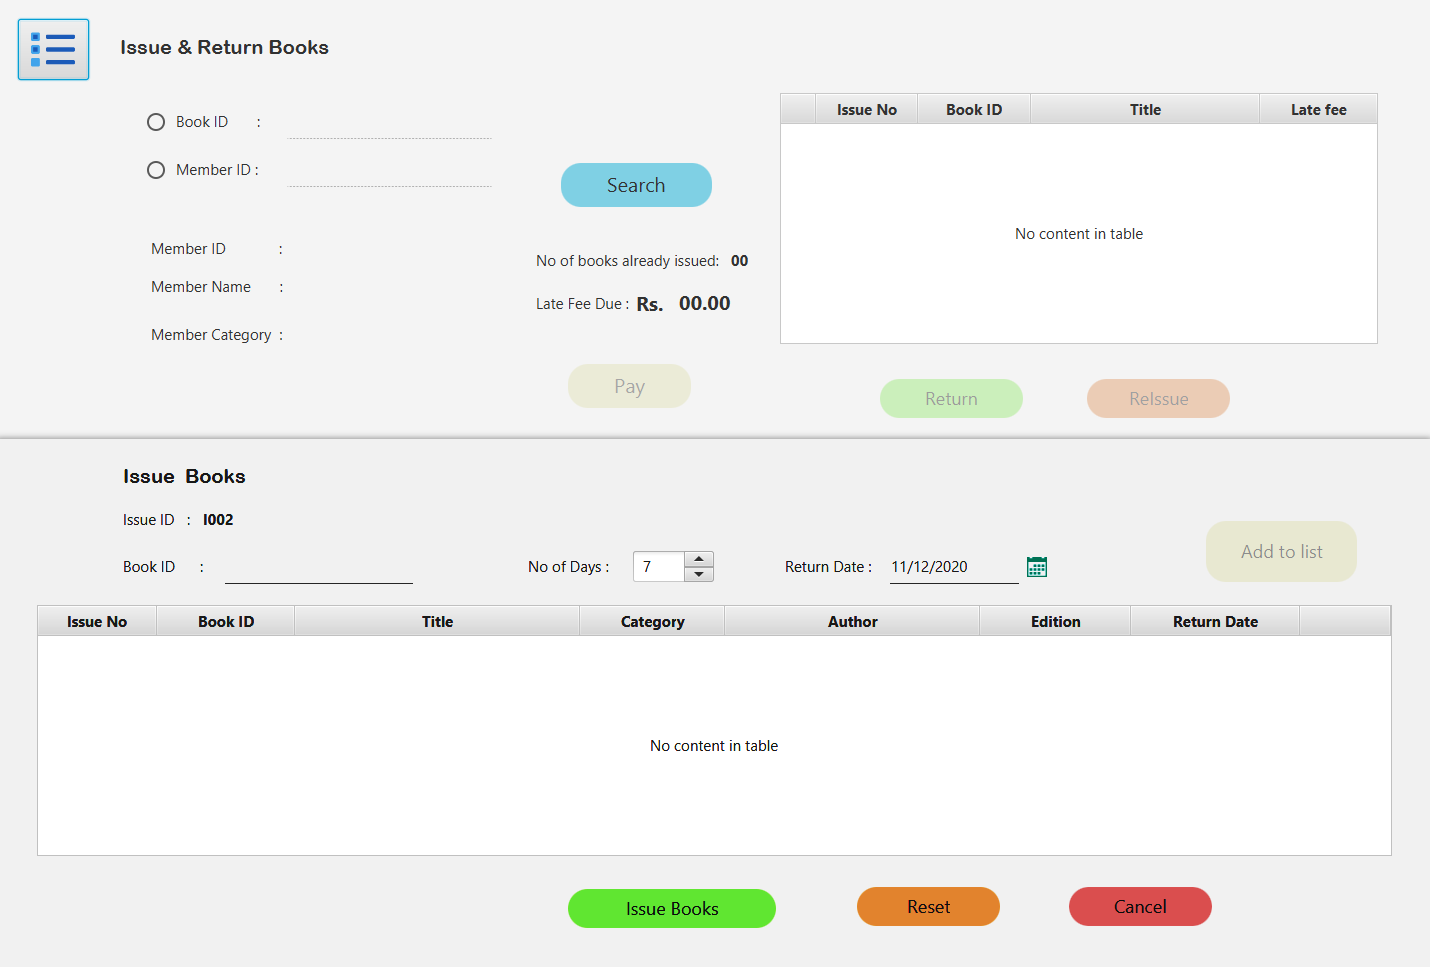 Issue & Return Books
Book ID :
Member ID :
Search
Member ID :
Member Name :
Member Category :
No of books already issued: 00
Late Fee Due : Rs. 00.00
Pay
Issue No Book ID Title Late fee
No content in table
Return ReIssue
Issue Books
Issue ID : I002
Book ID : No of Days : 7 Return Date : 11/12/2020
Add to list
Issue No Book ID Title Category Author Edition Return Date
No content in table
Issue Books Reset Cancel